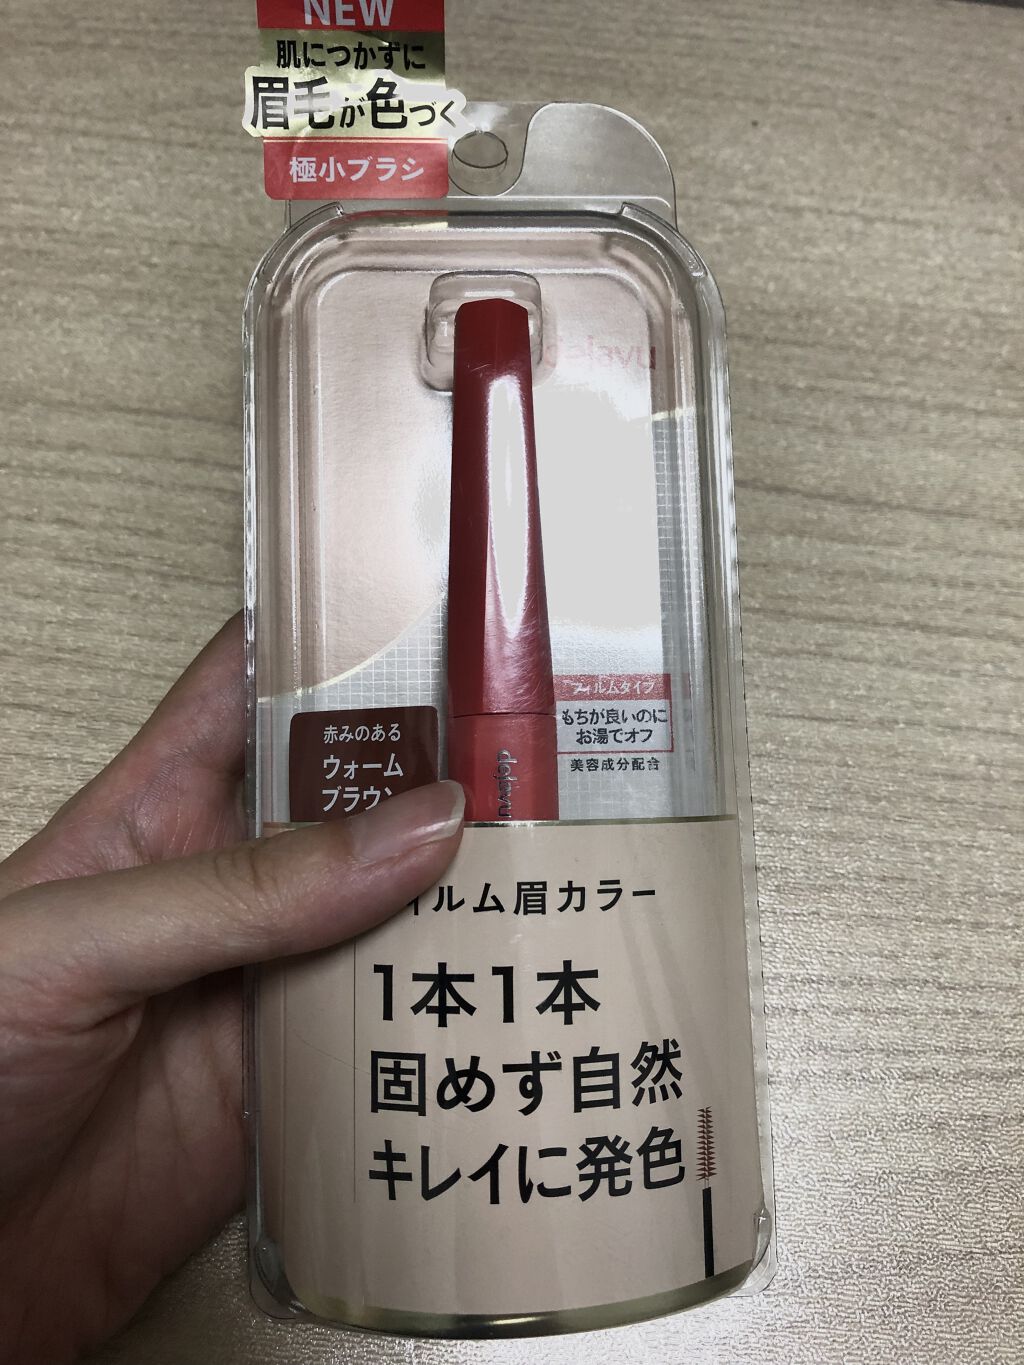 NEW
肌につかずに
眉毛が色づく
極小ブラシ
赤みのある
ウォーム
ブラウン
dejavu
フィルムタイプ
もちが良いのに
お湯でオフ
美容成分配合
ィルム眉カラー
1本1本
固めず自然
キレイに発色